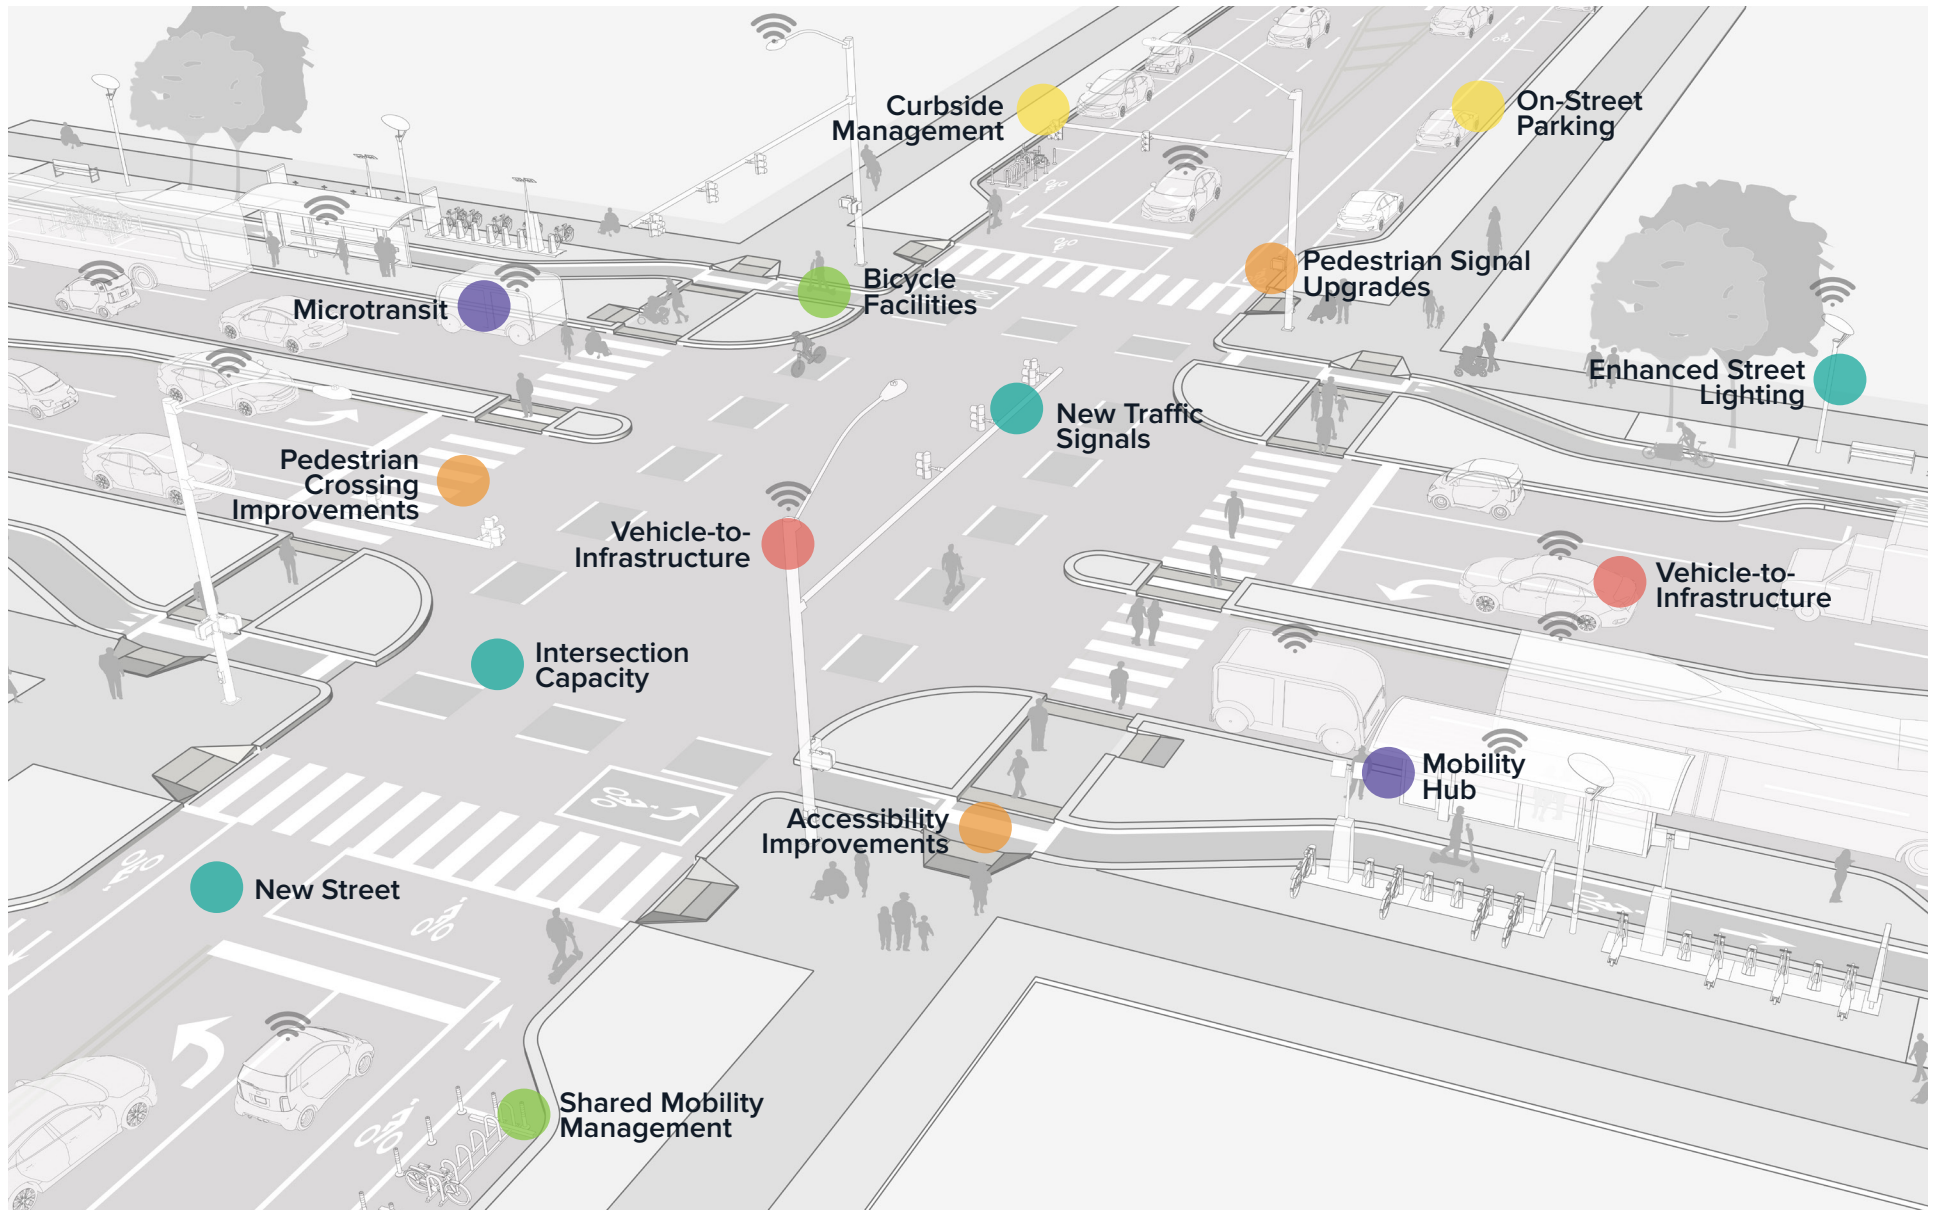 Curbside
Management
On-Street
Parking
Pedestrian Signal
Upgrades
Bicycle
Facilities
Microtransit
Enhanced Street
Lighting
New Traffic
Signals
Pedestrian
Crossing
Improvements
Vehicle-to-
Infrastructure
Vehicle-to-
Infrastructure
Intersection
Capacity
Mobility
Hub
Accessibility
Improvements
New Street
Shared Mobility
Management